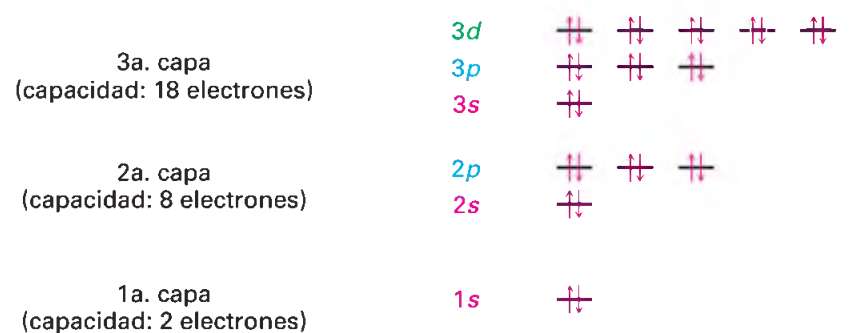 3d
3a. capa
3p
(capacidad: 18 electrones)
3s
2a. capa
2p
(capacidad: 8 electrones)
2s
1a. capa
1s
(capacidad: 2 electrones)